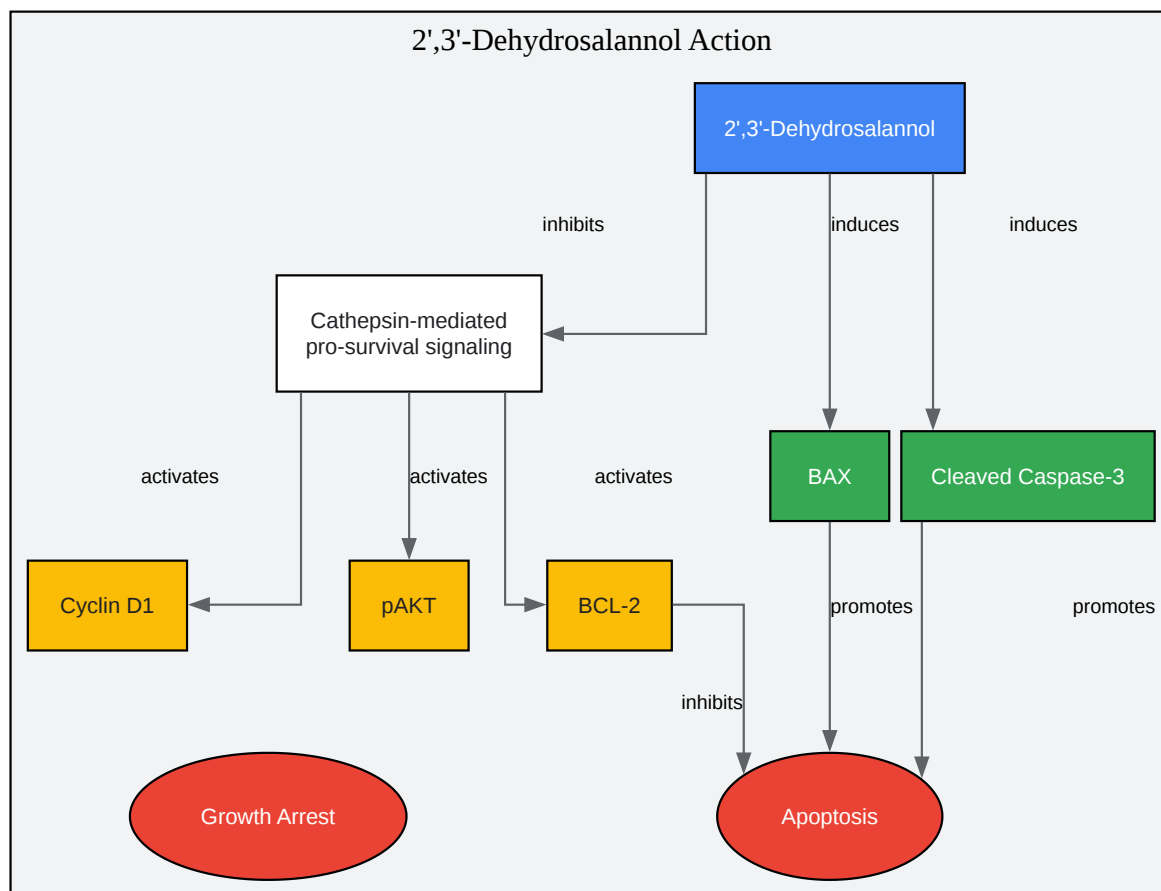 2',3'-Dehydrosalannol Action
2',3'-Dehydrosalannol
inhibits
induces
induces
Cathepsin-mediated
pro-survival signaling
BAX
Cleaved Caspase-3
activates
activates
activates
Cyclin D1
pAKT
BCL-2
promotes
promotes
inhibits
Growth Arrest
Apoptosis